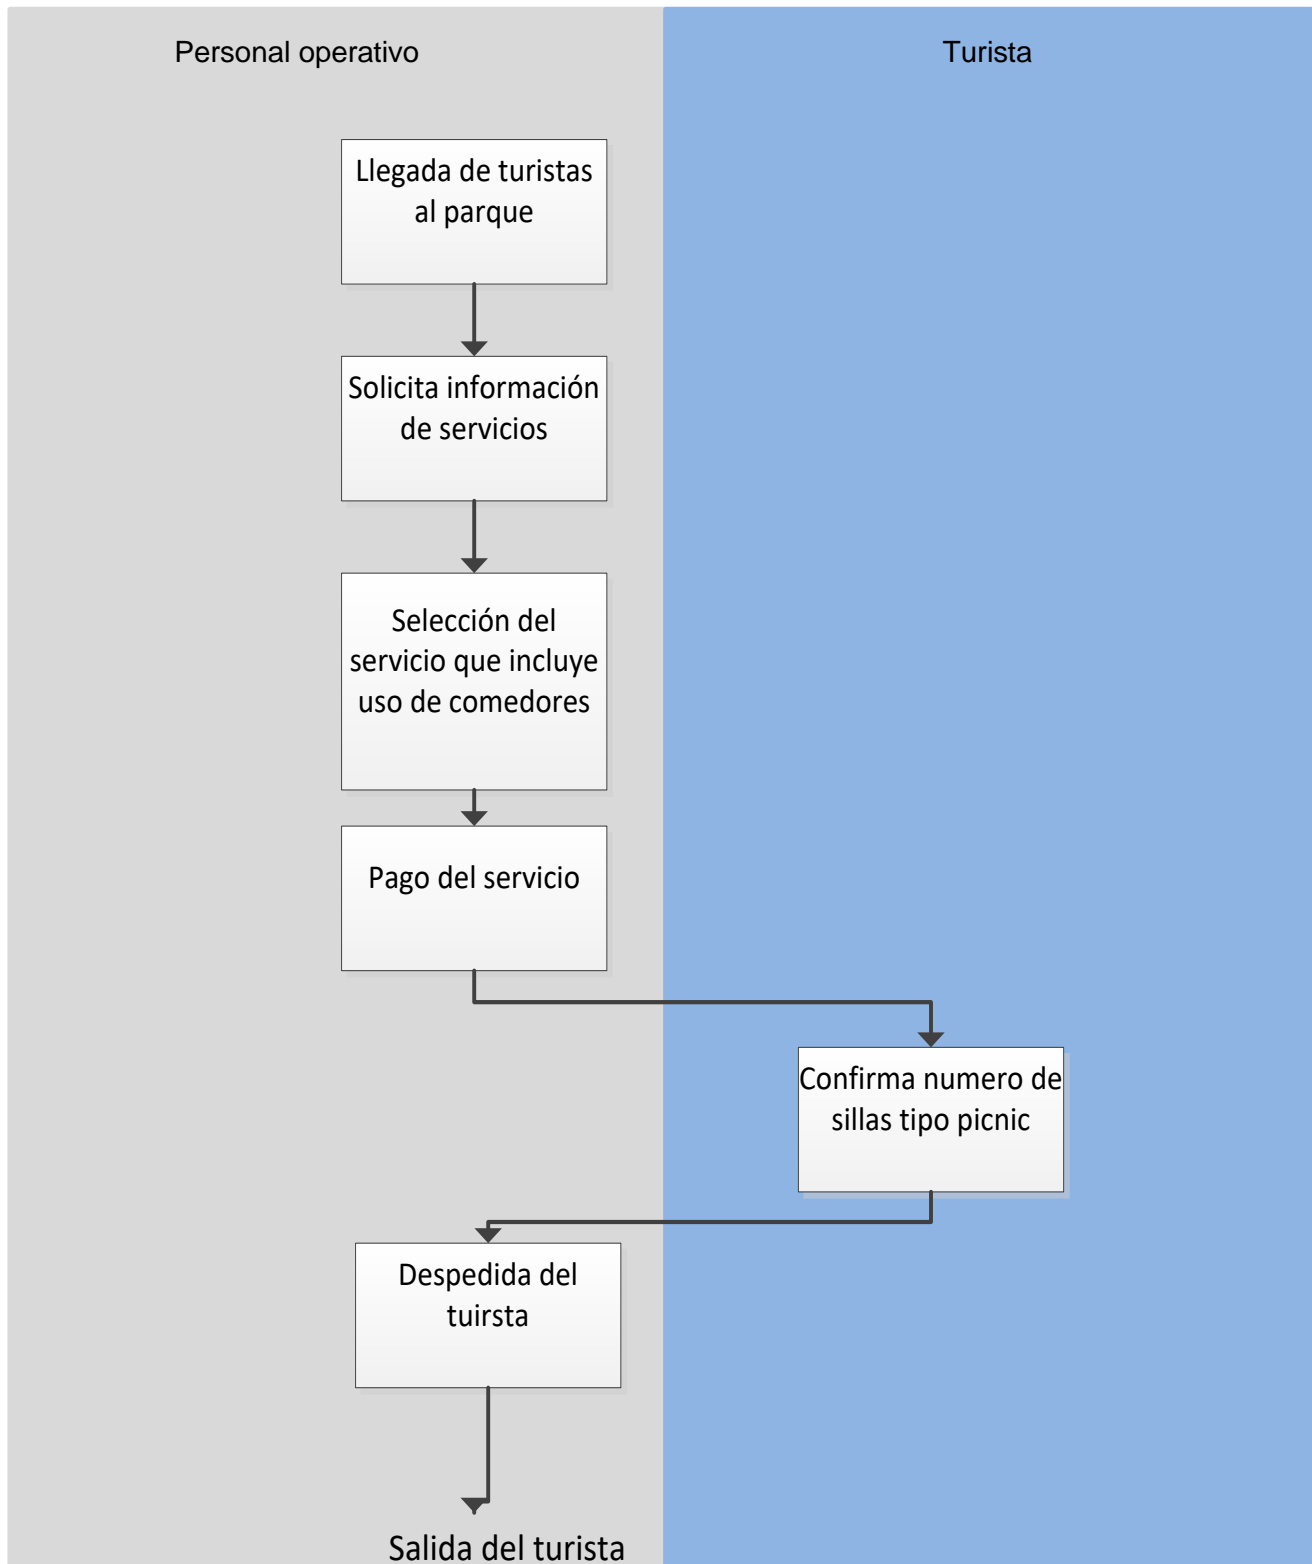 Personal operativo
Turista
Llegada de turistas
al parque
Solicita información
de servicios
Selección del
servicio que incluye
uso de comedores
Pago del servicio
Confirma numero de
sillas tipo picnic
Despedida del
tuirsta
Salida del turista